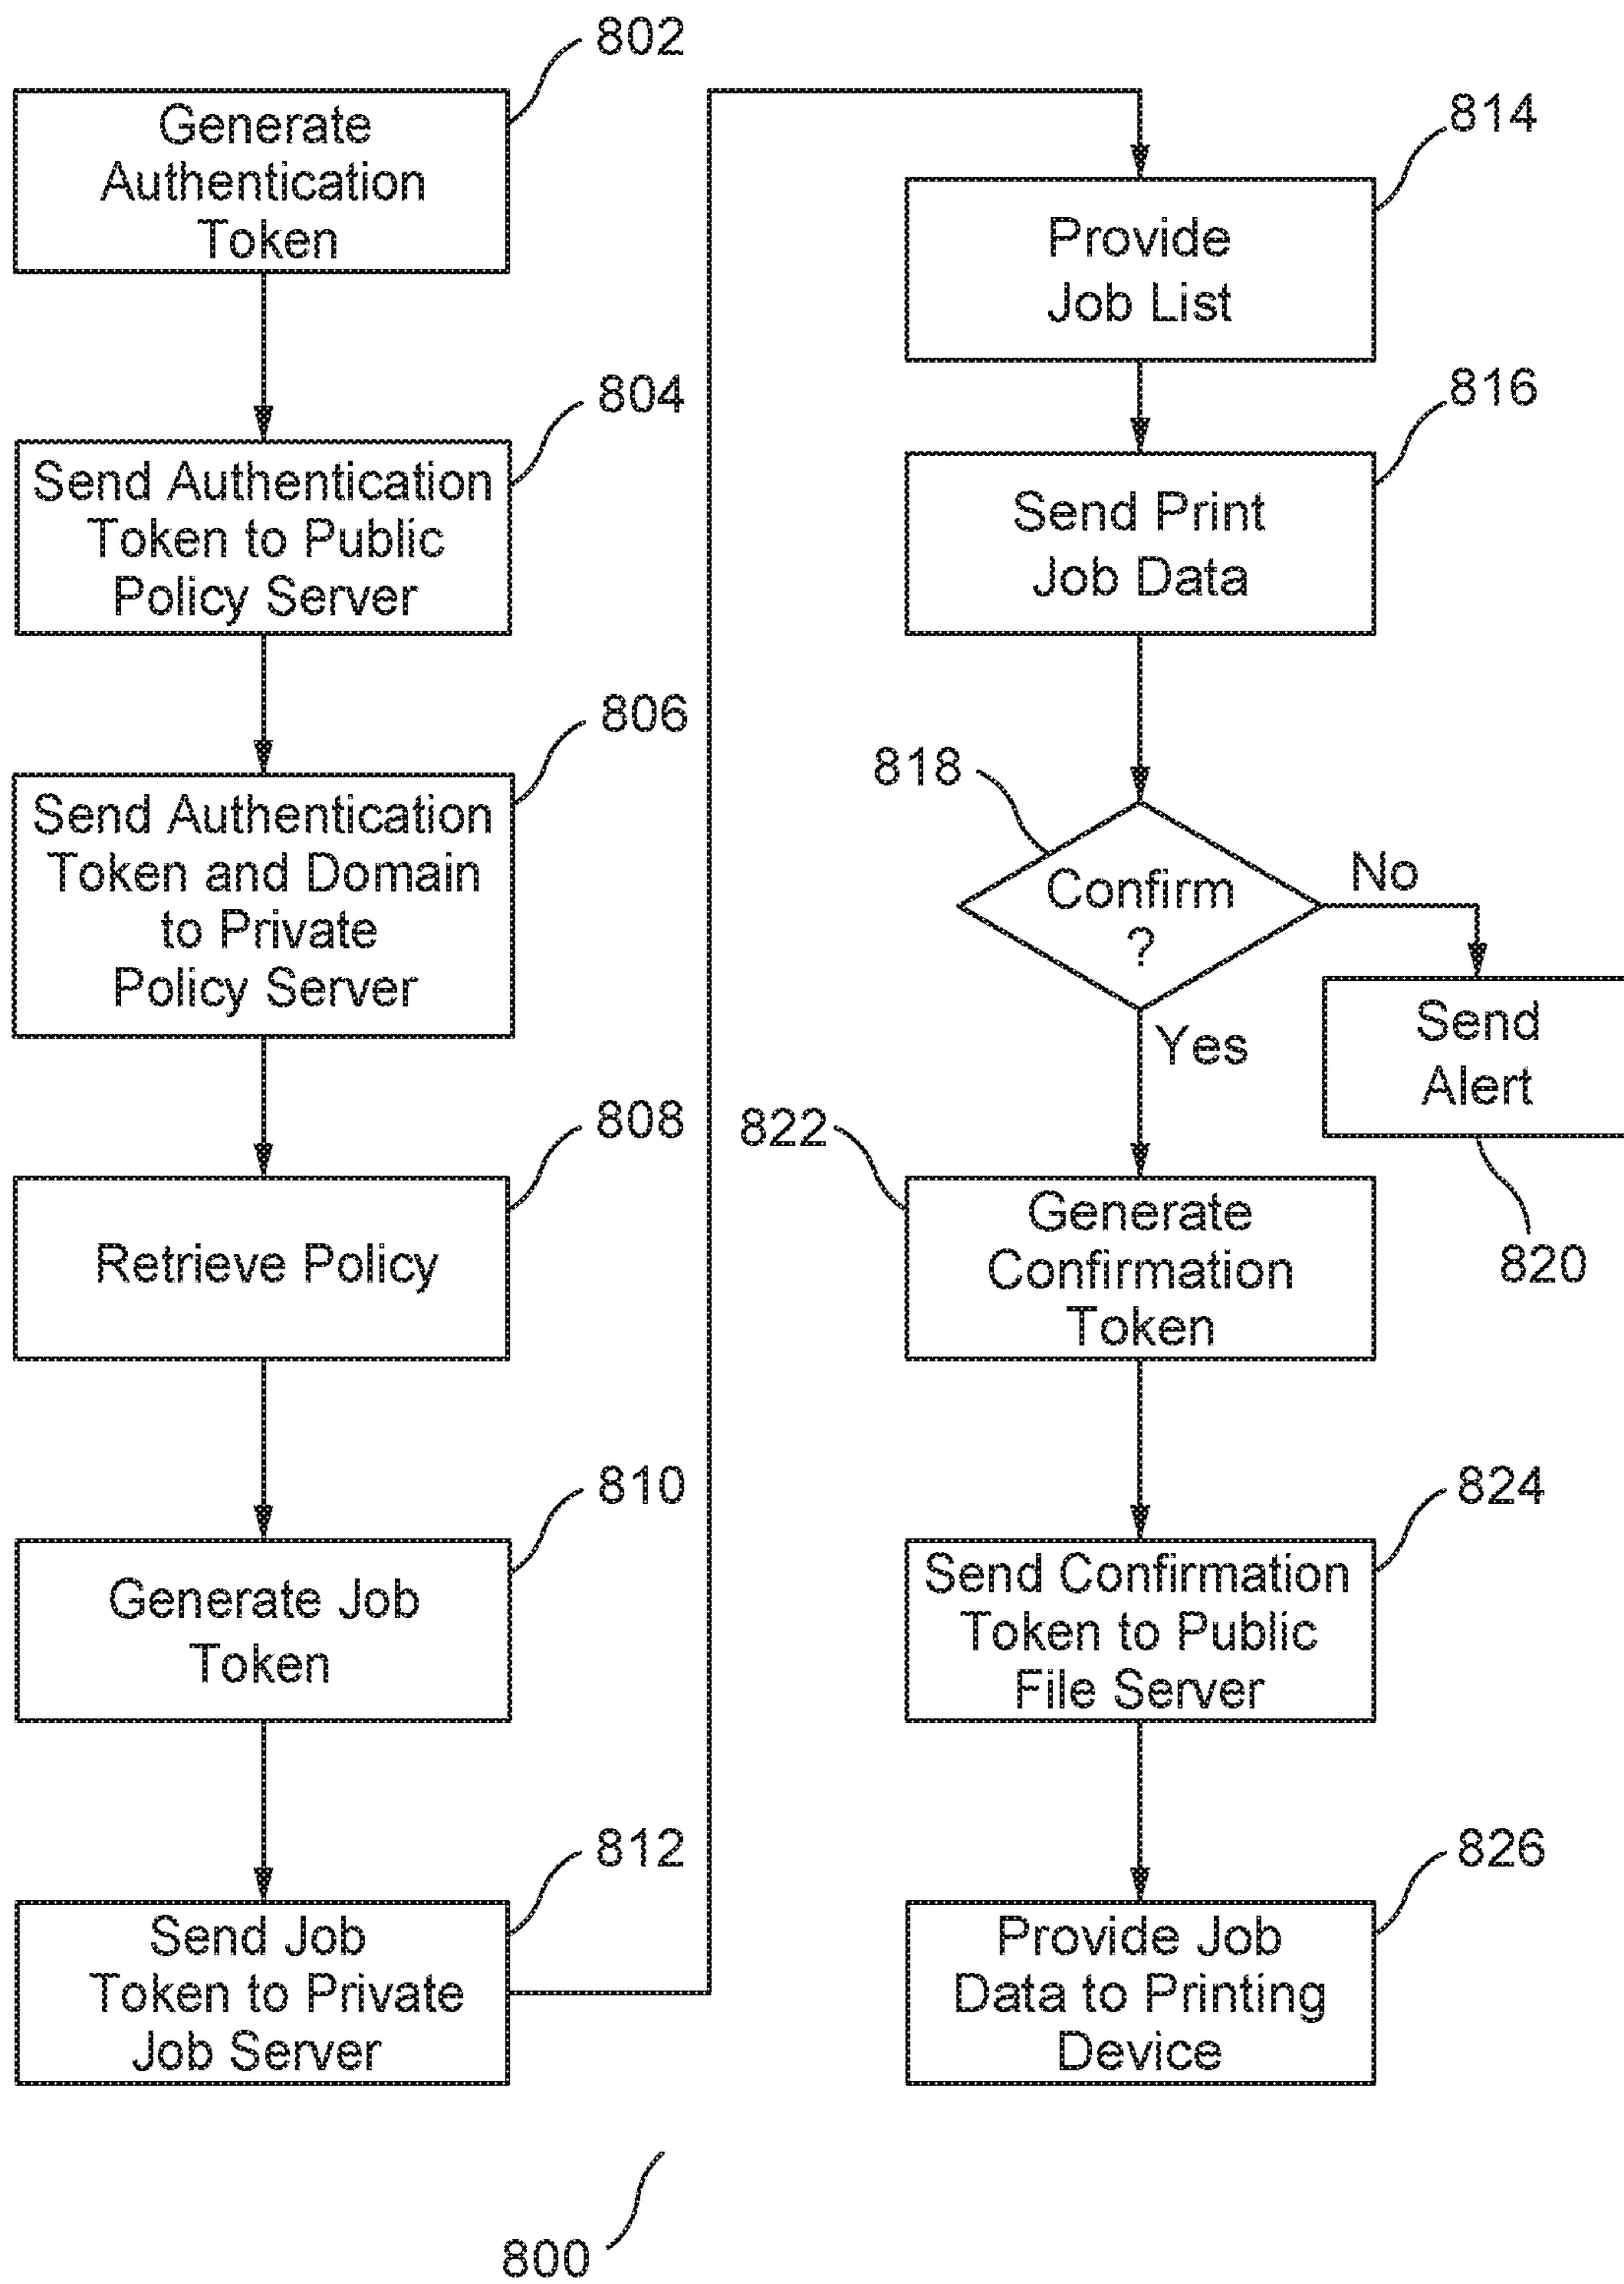 802
Generate
Authentication
Token
804
Send Authentication
Token to Public
Policy Server
806
Send Authentication
Token and Domain
to Private
Policy Server
808
Retrieve Policy
810
Generate Job
Token
812
Send Job
Token to Private
Job Server
814
Provide
Job List
816
Send Print
Job Data
818
Confirm
?
No
Yes
Send
Alert
820
822
Generate
Confirmation
Token
824
Send Confirmation
Token to Public
File Server
826
Provide Job
Data to Printing
Device
800